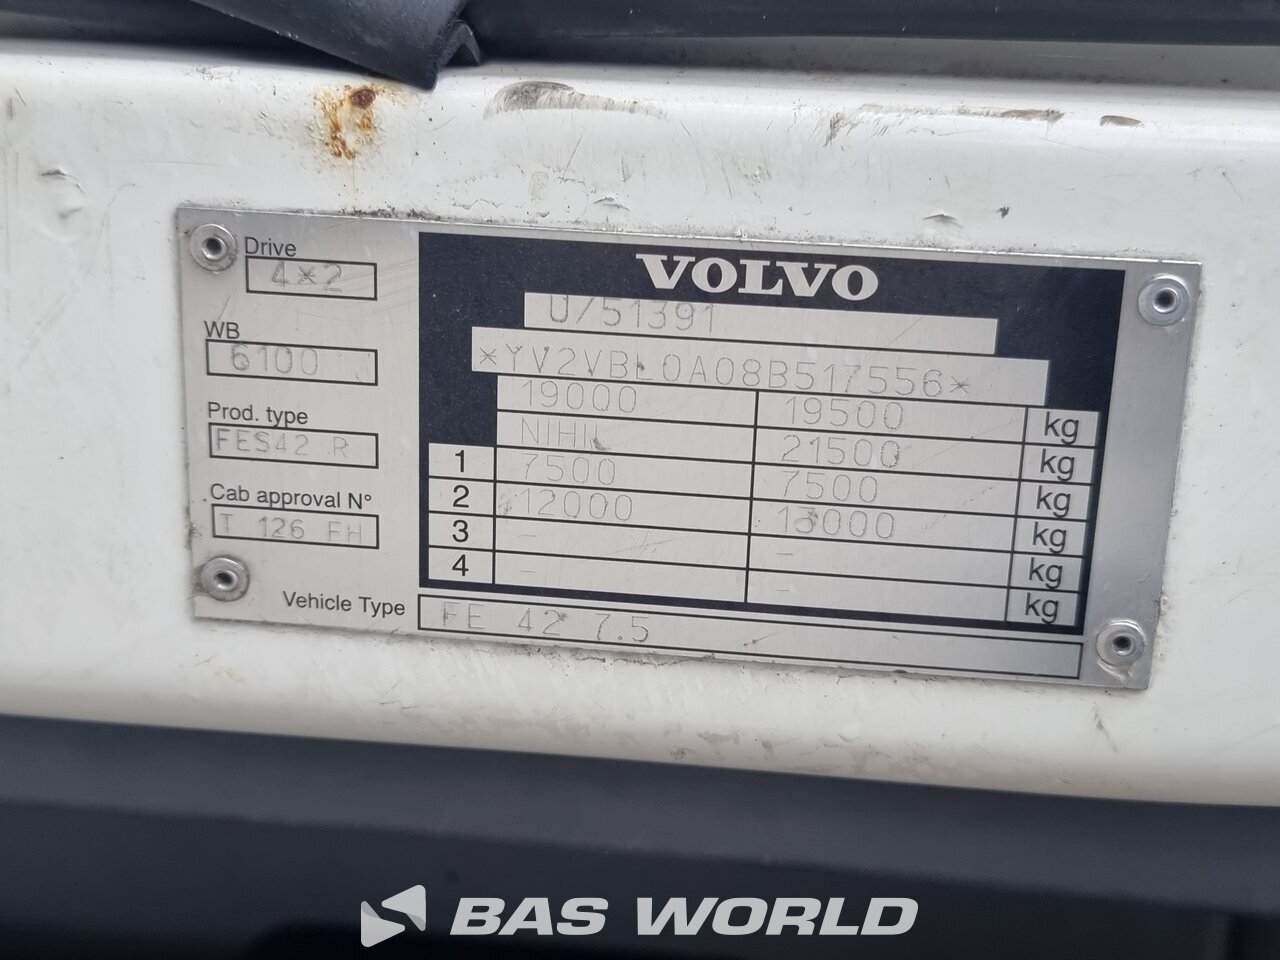 Drive
4×2
WB
6100
Prod. type
FES42 R
Cab approval N°
T 126 FH
VOLVO
U/51391
*YV2VBL0A08B517556*
19000 19500 kg
NIHIL 21500 kg
1 7500 7500 kg
2 12000 13000 kg
3 - - kg
4 - - kg
Vehicle Type FE 42 7.5
BAS WORLD